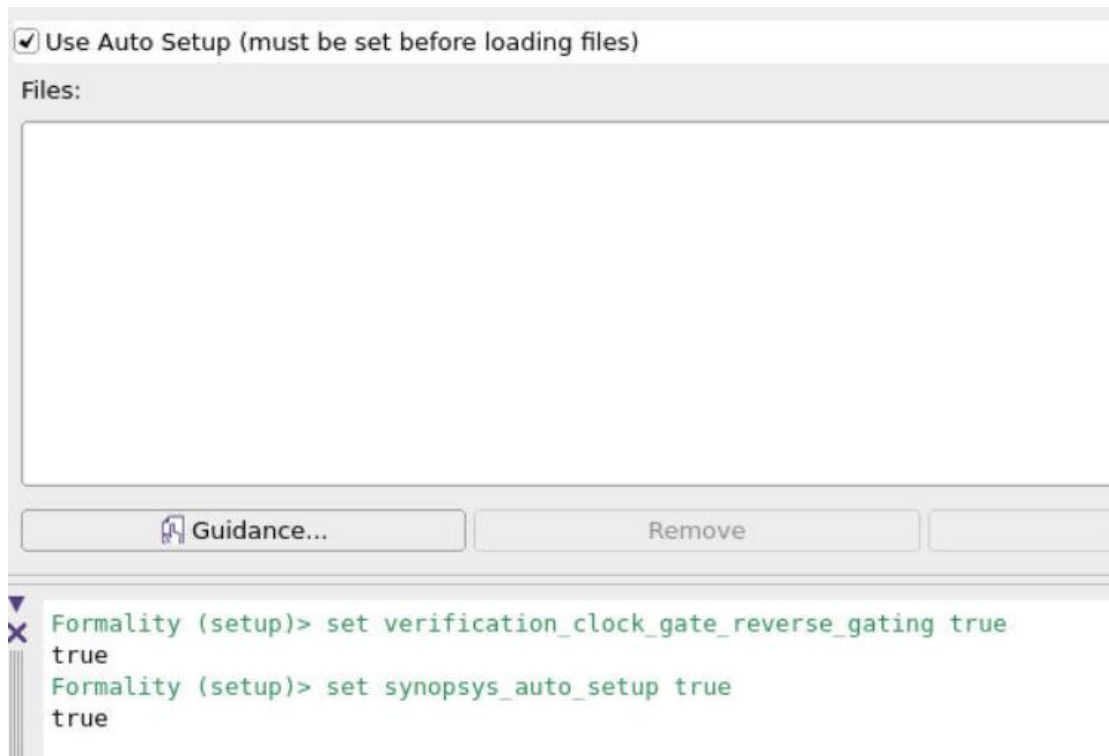 Use Auto Setup (must be set before loading files)
Files:
Guidance...
Remove
Formality (setup)> set verification_clock_gate_reverse_gating true
true
Formality (setup)> set synopsys_auto_setup true
true